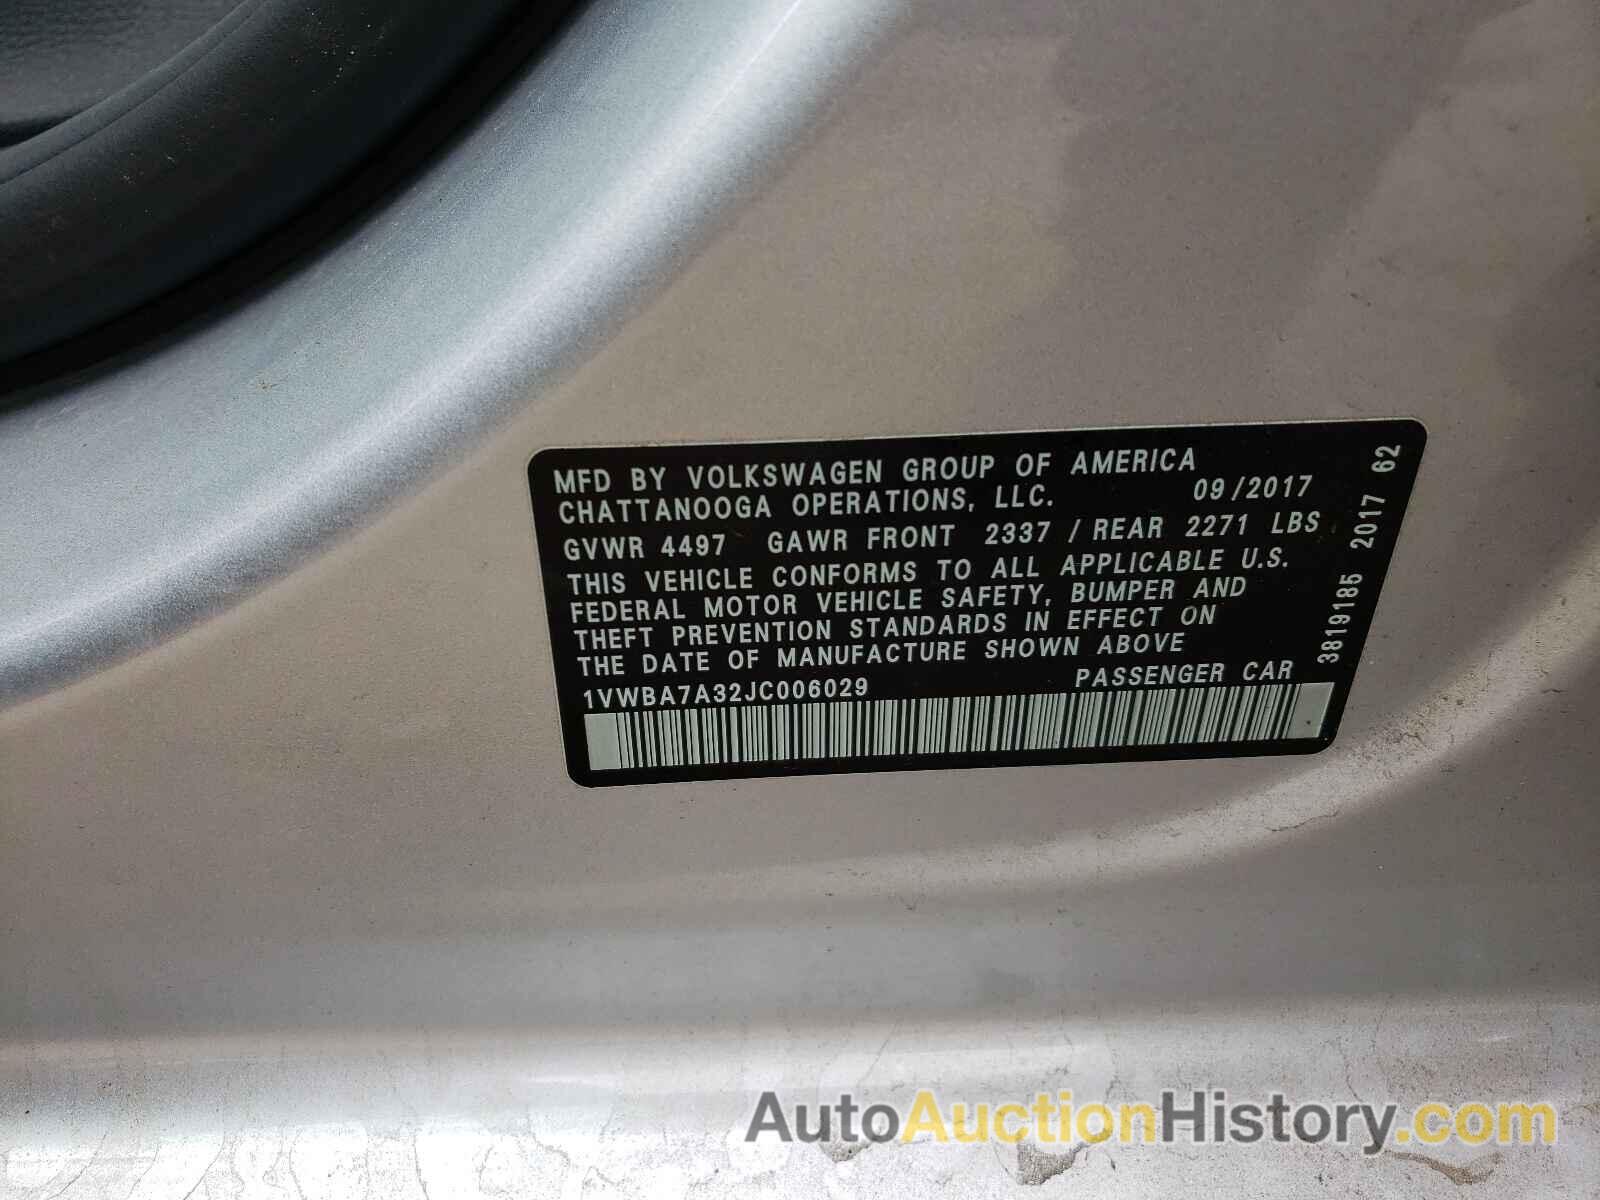 MFD BY VOLKSWAGEN GROUP OF AMERICA
CHATTANOOGA OPERATIONS, LLC. 09/2017
GVWR 4497 GAWR FRONT 2337 / REAR 2271 LBS
THIS VEHICLE CONFORMS TO ALL APPLICABLE U.S.
FEDERAL MOTOR VEHICLE SAFETY, BUMPER AND
THEFT PREVENTION STANDARDS IN EFFECT ON
THE DATE OF MANUFACTURE SHOWN ABOVE
1VWBA7A32JC006029 PASSENGER CAR
3819185 2017 62
AutoAuctionHistory.com